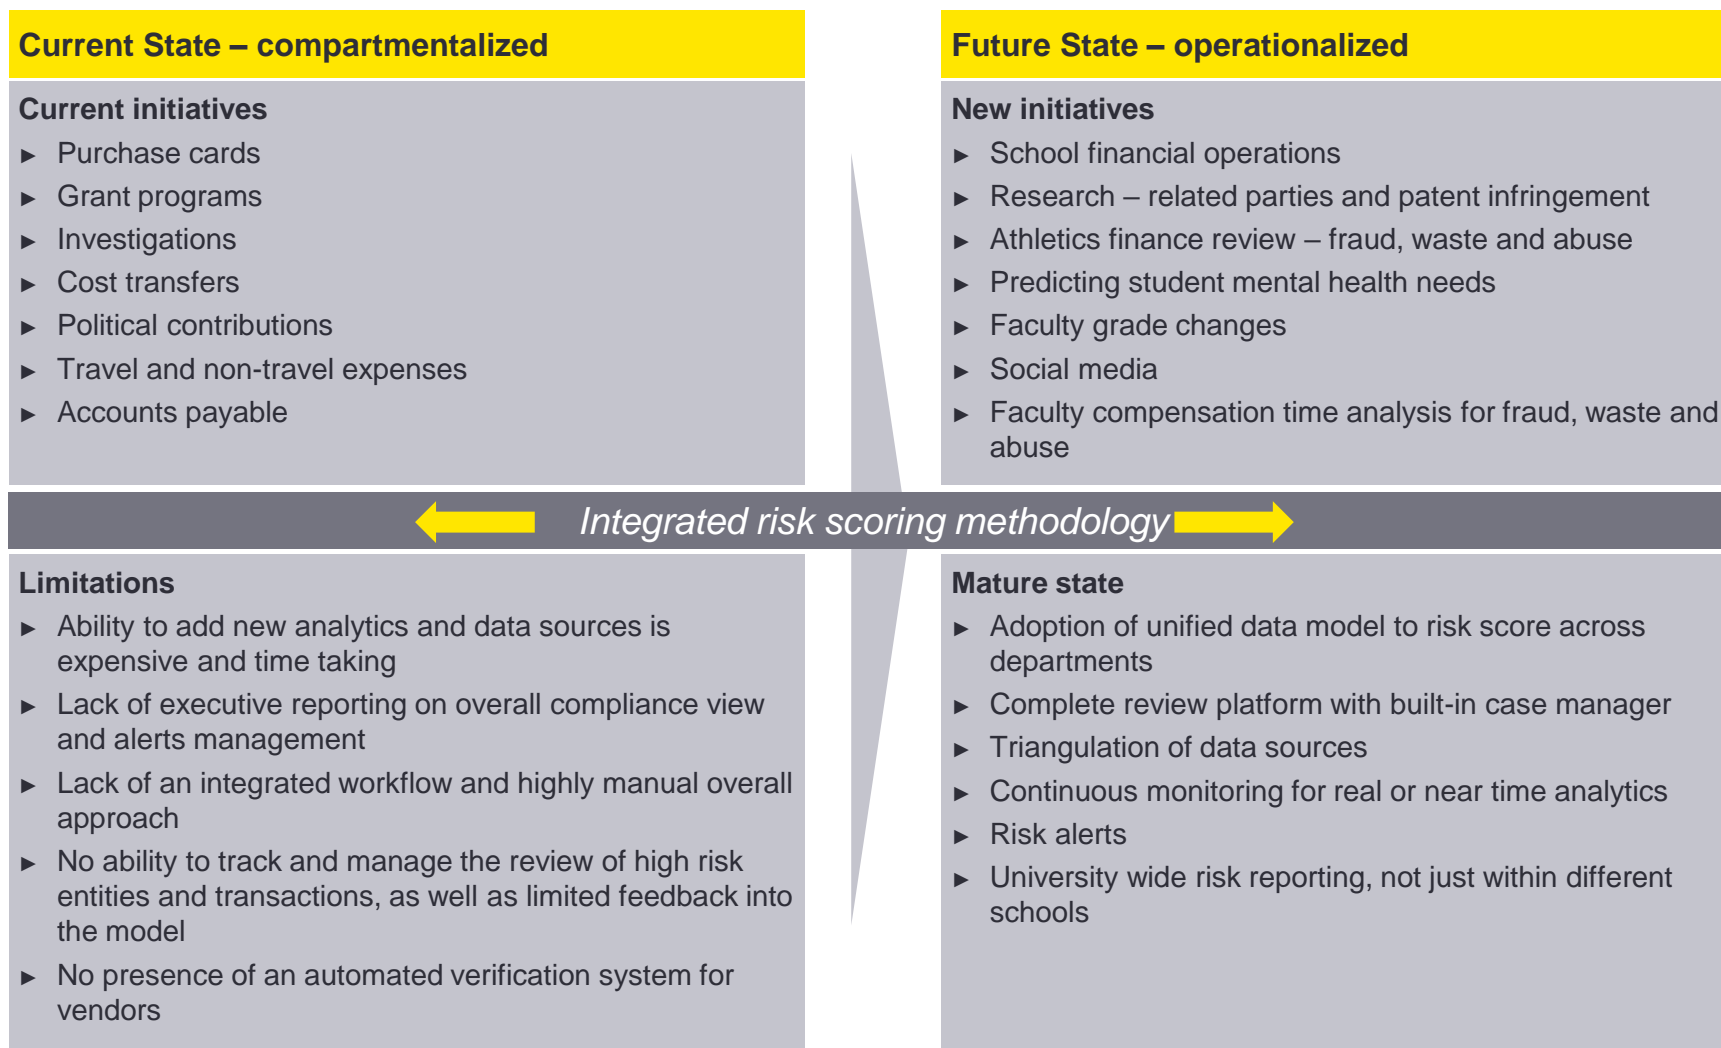 Current State – compartmentalized
Current initiatives
► Purchase cards
► Grant programs
► Investigations
► Cost transfers
► Political contributions
► Travel and non-travel expenses
► Accounts payable
Future State – operationalized
New initiatives
► School financial operations
► Research – related parties and patent infringement
► Athletics finance review – fraud, waste and abuse
► Predicting student mental health needs
► Faculty grade changes
► Social media
► Faculty compensation time analysis for fraud, waste and
abuse
Integrated risk scoring methodology
Limitations
► Ability to add new analytics and data sources is
expensive and time taking
► Lack of executive reporting on overall compliance view
and alerts management
► Lack of an integrated workflow and highly manual overall
approach
► No ability to track and manage the review of high risk
entities and transactions, as well as limited feedback into
the model
► No presence of an automated verification system for
vendors
Mature state
► Adoption of unified data model to risk score across
departments
► Complete review platform with built-in case manager
► Triangulation of data sources
► Continuous monitoring for real or near time analytics
► Risk alerts
► University wide risk reporting, not just within different
schools